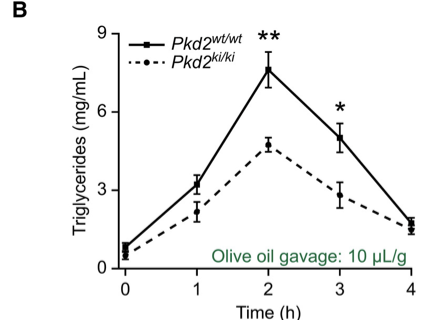 B
9
**
Pkd2wt/wt
Pkd2ki/ki
6
*
Triglycerides (mg/mL)
3
Olive oil gavage: 10 µL/g
0
0 1 2 3 4
Time (h)